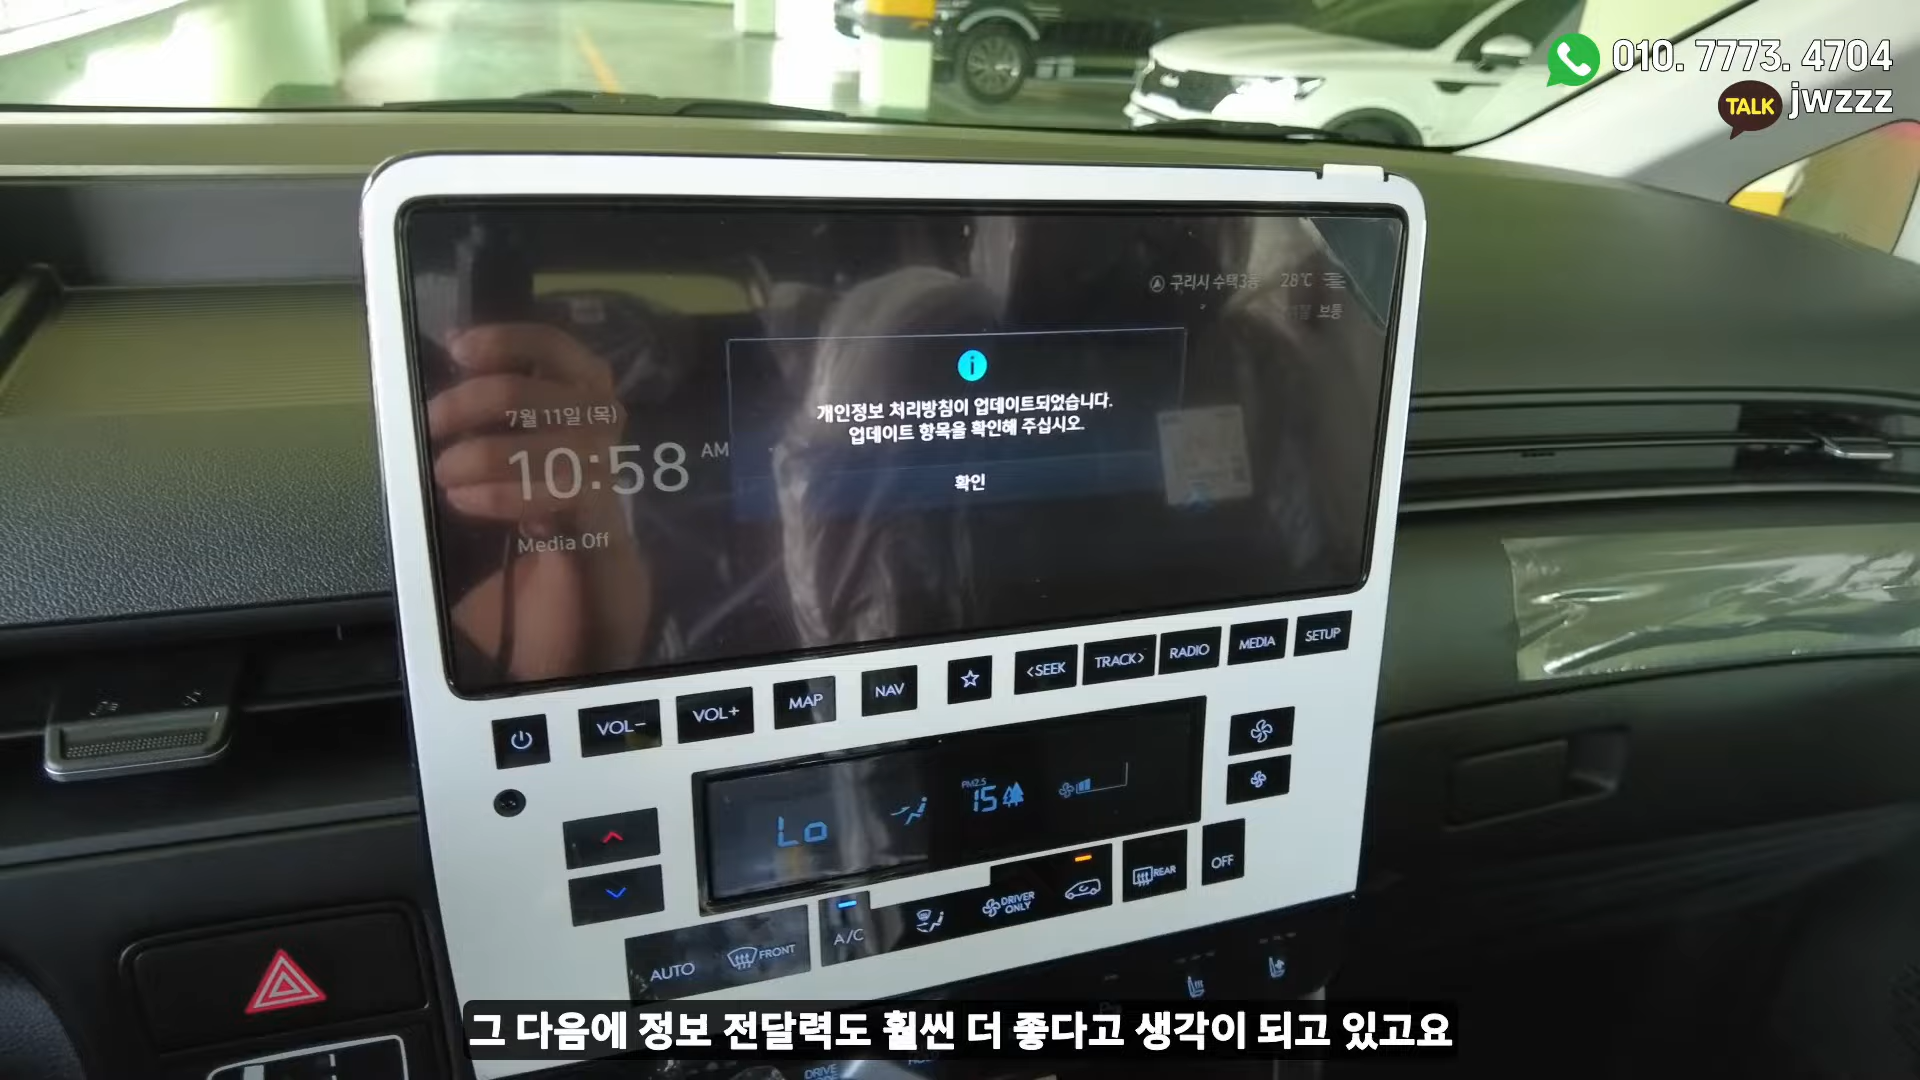 010. 7773. 4704
TALK jwzzz
구리시 수택3동 28℃
보통
7월 11일 (목)
10:58 AM
Media Off
개인정보 처리방침이 업데이트되었습니다.
업데이트 항목을 확인해 주십시오.
확인
VOL- VOL+ MAP NAV ☆ <SEEK TRACK> RADIO MEDIA SETUP
Lo
PM2.5
15
AUTO FRONT A/C DRIVER ONLY REAR OFF
DRIVE
그 다음에 정보 전달력도 훨씬 더 좋다고 생각이 되고 있고요